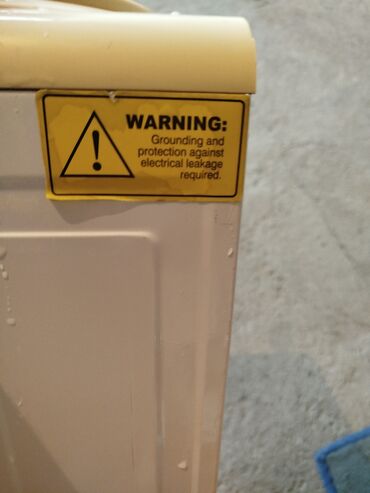 WARNING:
Grounding and
protection against
electrical leakage
required.